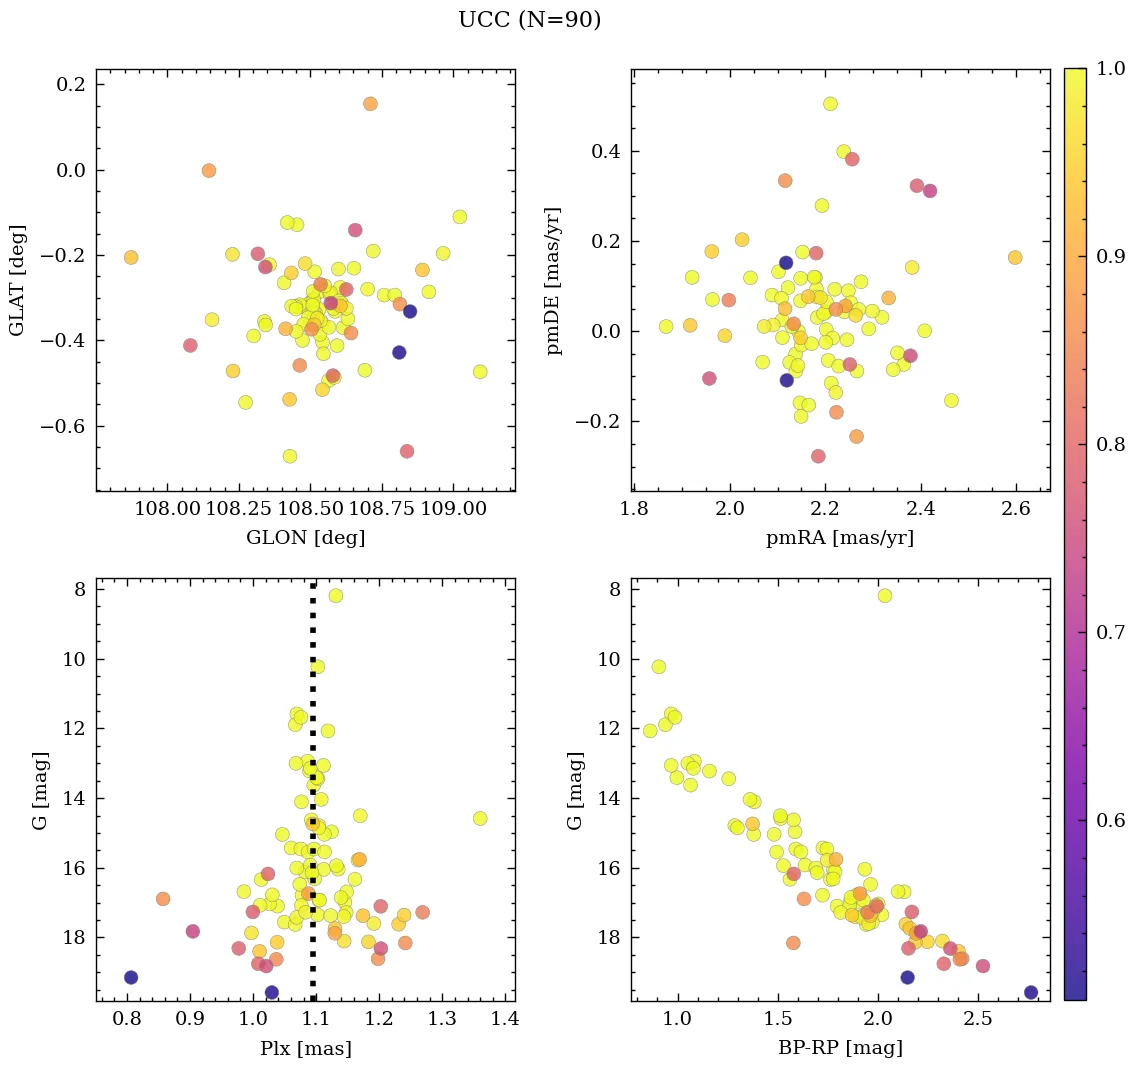 UCC (N=90)
0.2
0.0
−0.2
−0.4
−0.6
GLAT [deg]
108.00 108.25 108.50 108.75 109.00
GLON [deg]
0.4
0.2
0.0
−0.2
pmDE [mas/yr]
1.8 2.0 2.2 2.4 2.6
pmRA [mas/yr]
1.0
0.9
0.8
0.7
0.6
8
10
12
14
16
18
G [mag]
0.8 0.9 1.0 1.1 1.2 1.3 1.4
Plx [mas]
8
10
12
14
16
18
G [mag]
1.0 1.5 2.0 2.5
BP-RP [mag]